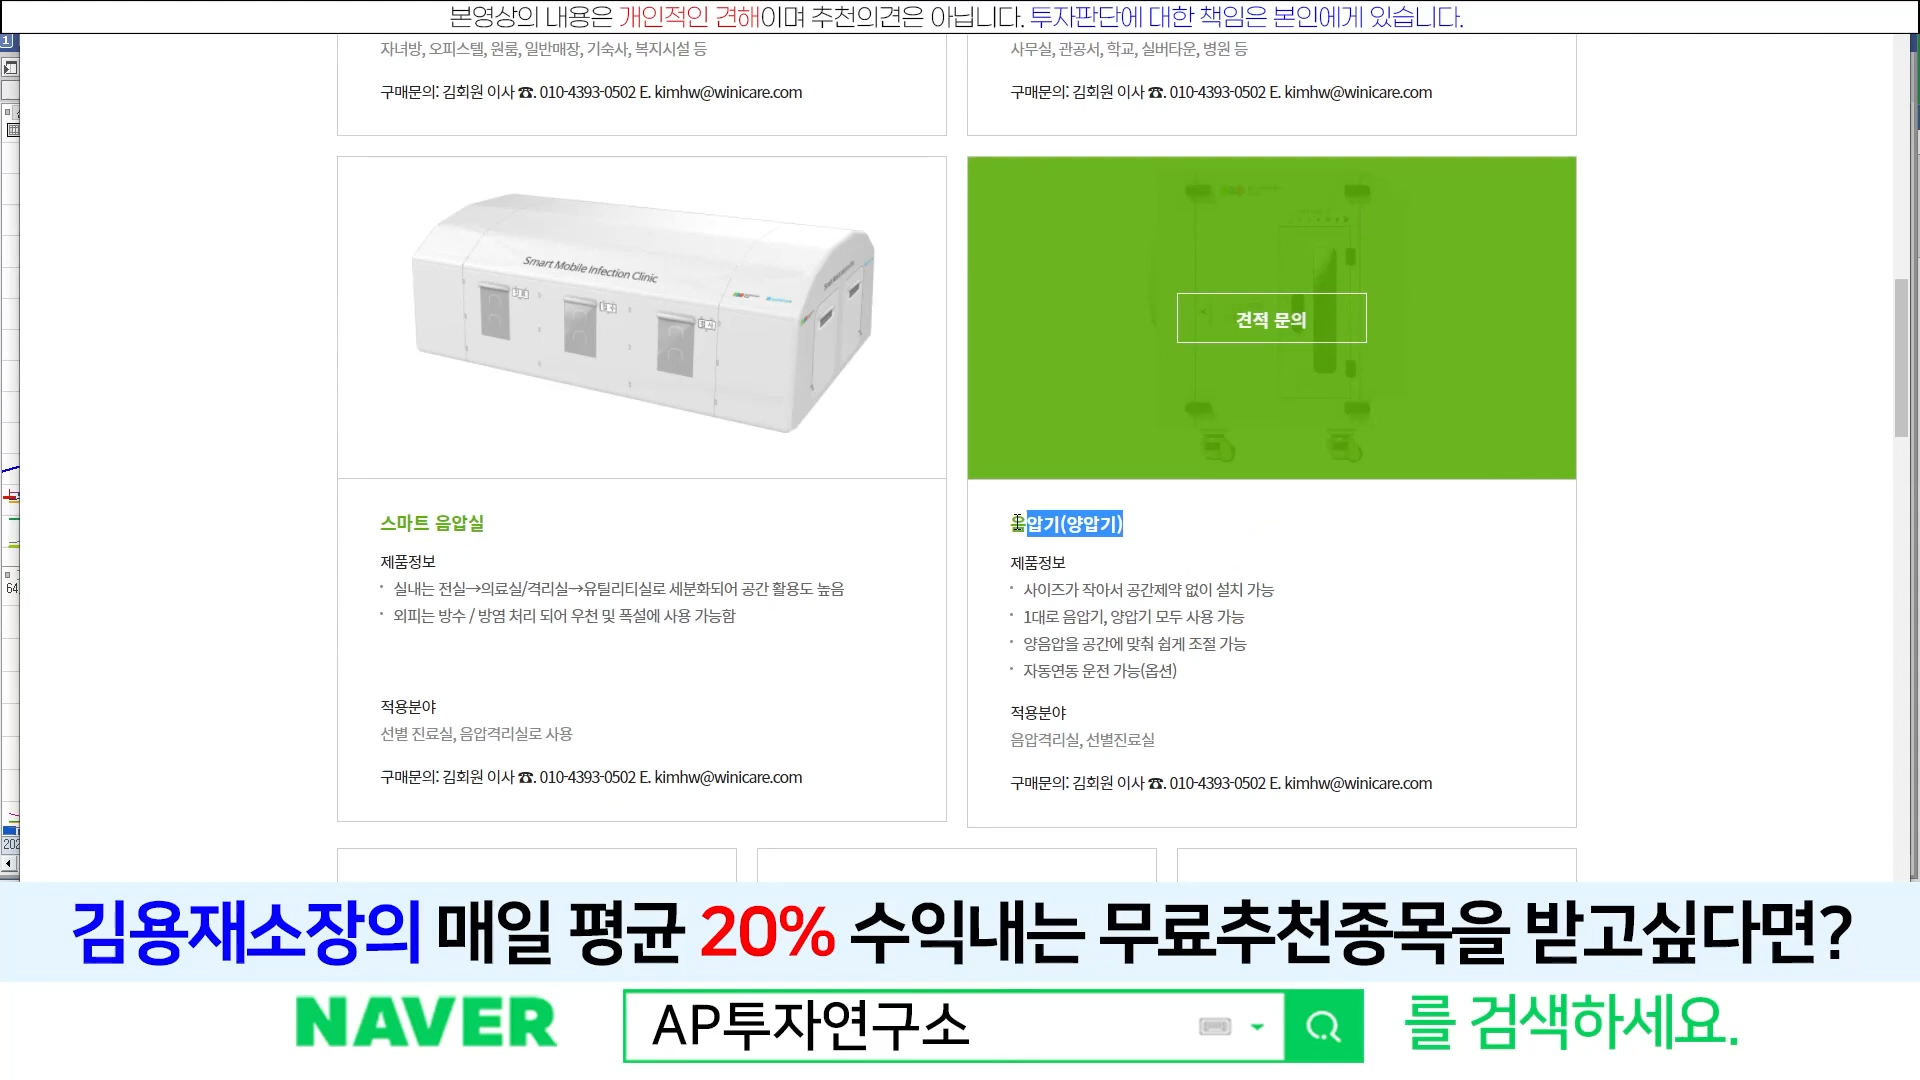 본영상의 내용은 개인적인 견해이며 추천의견은 아닙니다. 투자판단에 대한 책임은 본인에게 있습니다.
자녀방, 오피스텔, 원룸, 일반매장, 기숙사, 복지시설 등
구매문의: 김회원 이사 ☎. 010-4393-0502 E. kimhw@winicare.com
사무실, 관공서, 학교, 실버타운, 병원 등
구매문의: 김회원 이사 ☎. 010-4393-0502 E. kimhw@winicare.com
Smart Mobile Infection Clinic
스마트 음압실
제품정보
· 실내는 전실→의료실/격리실→유틸리티실로 세분화되어 공간 활용도 높음
· 외피는 방수 / 방염 처리 되어 우천 및 폭설에 사용 가능함
적용분야
선별 진료실, 음압격리실로 사용
구매문의: 김회원 이사 ☎. 010-4393-0502 E. kimhw@winicare.com
견적 문의
음압기(양압기)
제품정보
· 사이즈가 작아서 공간제약 없이 설치 가능
· 1대로 음압기, 양압기 모두 사용 가능
· 양음압을 공간에 맞춰 쉽게 조절 가능
· 자동연동 운전 가능(옵션)
적용분야
음압격리실, 선별진료실
구매문의: 김회원 이사 ☎. 010-4393-0502 E. kimhw@winicare.com
김용재소장의 매일 평균 20% 수익내는 무료추천종목을 받고싶다면?
NAVER AP투자연구소 를 검색하세요.